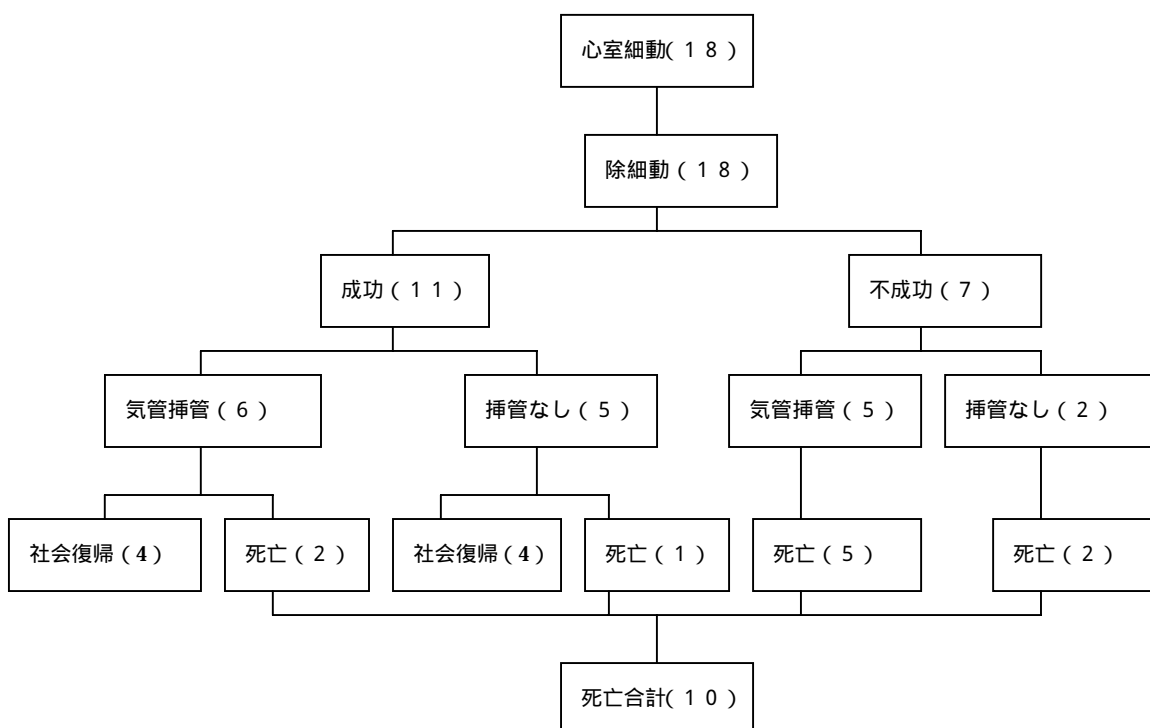 心室細動(１８)
除細動(１８)
成功(１１)
不成功(７)
気管挿管(６)
挿管なし(５)
気管挿管(５)
挿管なし(２)
社会復帰(4)
死亡(２)
社会復帰(4)
死亡(１)
死亡(５)
死亡(２)
死亡合計(１０)